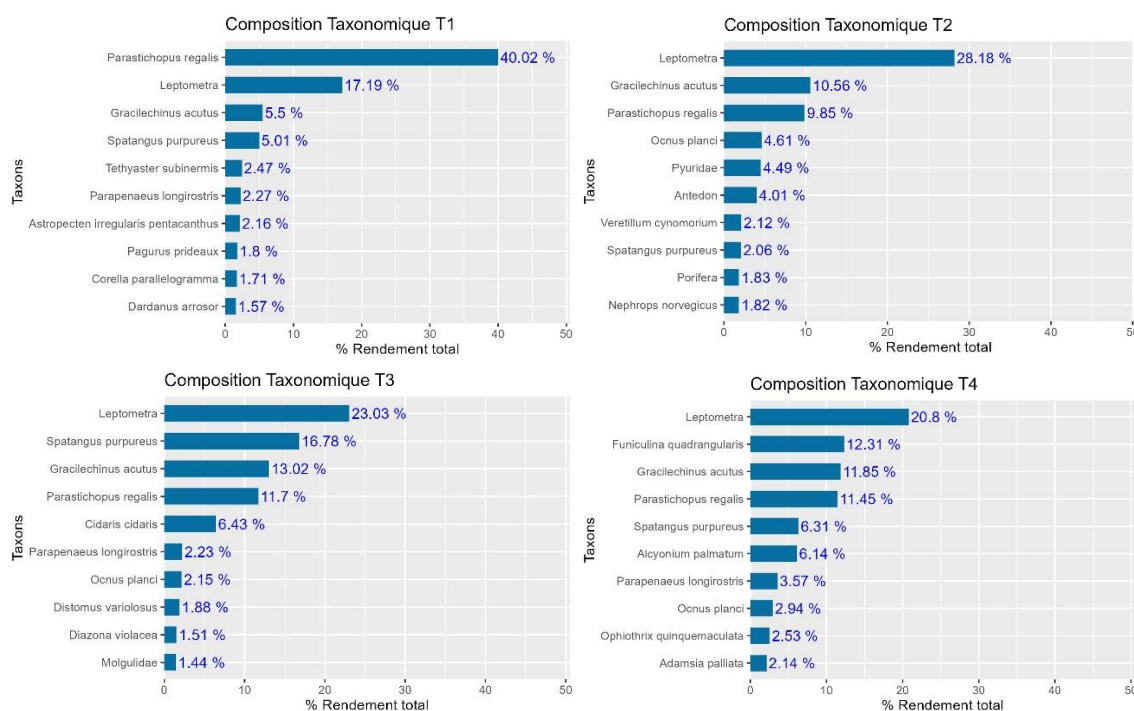 Composition Taxonomique T1
Taxons
Parastichopus regalis 40.02 %
Leptometra 17.19 %
Gracilechinus acutus 5.5 %
Spatangus purpureus 5.01 %
Tethyaster subinermis 2.47 %
Parapenaeus longirostris 2.27 %
Astropecten irregularis pentacanthus 2.16 %
Pagurus prideaux 1.8 %
Corella parallelogramma 1.71 %
Dardanus arrosor 1.57 %
0 10 20 30 40 50
% Rendement total
Composition Taxonomique T2
Taxons
Leptometra 28.18 %
Gracilechinus acutus 10.56 %
Parastichopus regalis 9.85 %
Ocnus planci 4.61 %
Pyuridae 4.49 %
Antedon 4.01 %
Veretillum cynomorium 2.12 %
Spatangus purpureus 2.06 %
Porifera 1.83 %
Nephrops norvegicus 1.82 %
0 10 20 30 40 50
% Rendement total
Composition Taxonomique T3
Taxons
Leptometra 23.03 %
Spatangus purpureus 16.78 %
Gracilechinus acutus 13.02 %
Parastichopus regalis 11.7 %
Cidaris cidaris 6.43 %
Parapenaeus longirostris 2.23 %
Ocnus planci 2.15 %
Distomus variolosus 1.88 %
Diazona violacea 1.51 %
Molgulidae 1.44 %
0 10 20 30 40 50
% Rendement total
Composition Taxonomique T4
Taxons
Leptometra 20.8 %
Funiculina quadrangularis 12.31 %
Gracilechinus acutus 11.85 %
Parastichopus regalis 11.45 %
Spatangus purpureus 6.31 %
Alcyonium palmatum 6.14 %
Parapenaeus longirostris 3.57 %
Ocnus planci 2.94 %
Ophiothrix quinquemaculata 2.53 %
Adamsia palliata 2.14 %
0 10 20 30 40 50
% Rendement total